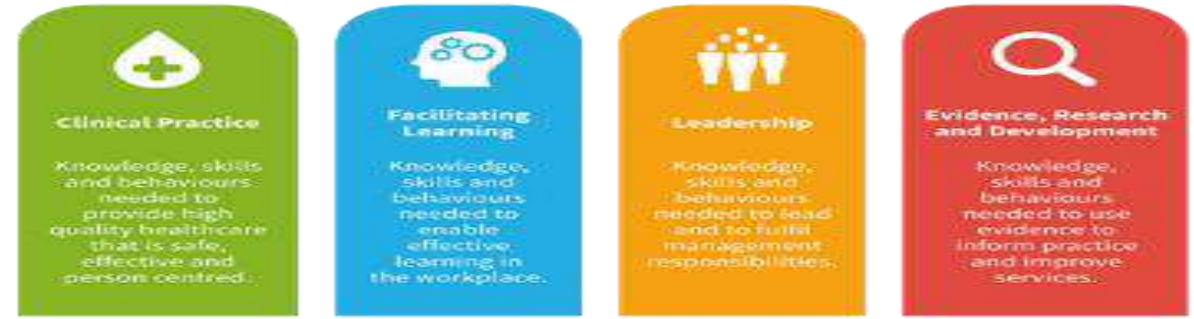 Clinical Practice
Knowledge, skills
and behaviours
needed to
provide high
quality healthcare
that is safe,
effective and
person centred.
Facilitating
Learning
Knowledge,
skills and
behaviours
needed to
enable
effective
learning in
the workplace.
Leadership
Knowledge,
skills and
behaviours
needed to lead
and to fulfil
management
responsibilities.
Evidence, Research
and Development
Knowledge,
skills and
behaviours
needed to use
evidence to
inform practice
and improve
services.